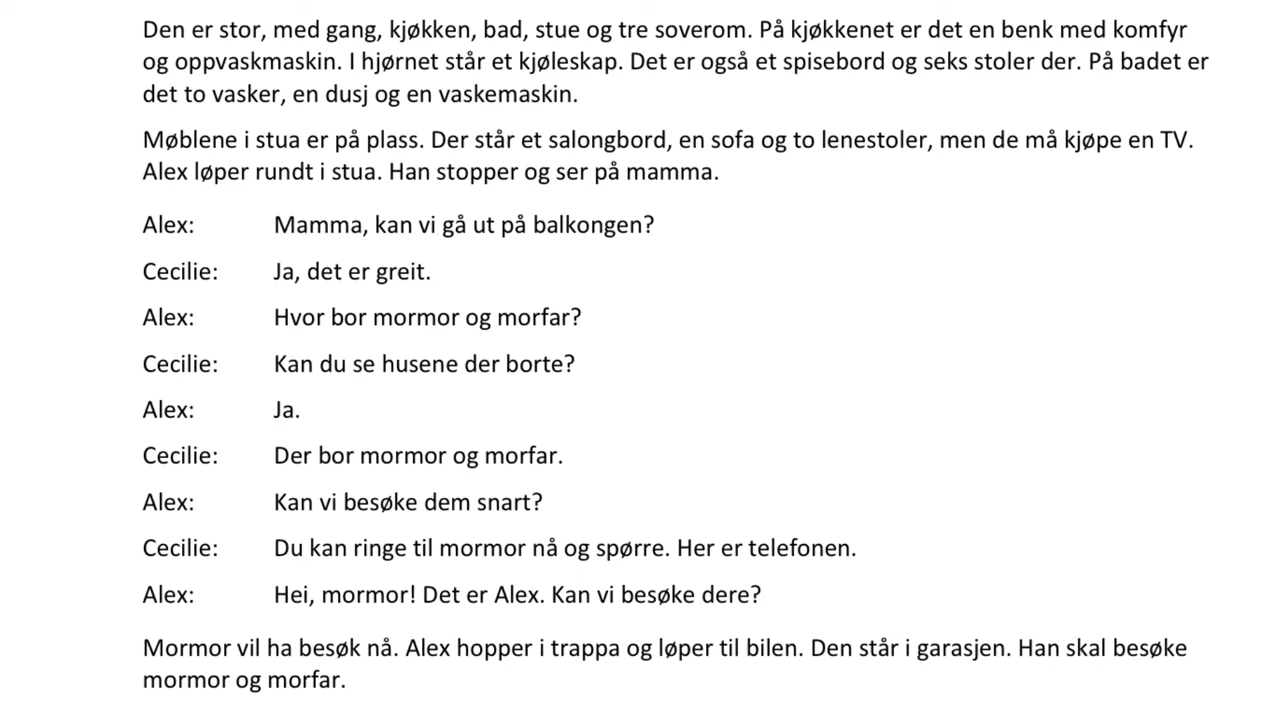 Den er stor, med gang, kjøkken, bad, stue og tre soverom. På kjøkkenet er det en benk med komfyr
og oppvaskmaskin. I hjørnet står et kjøleskap. Det er også et spisebord og seks stoler der. På badet er
det to vasker, en dusj og en vaskemaskin.
Møblene i stua er på plass. Der står et salongbord, en sofa og to lenestoler, men de må kjøpe en TV.
Alex løper rundt i stua. Han stopper og ser på mamma.
Alex: Mamma, kan vi gå ut på balkongen?
Cecilie: Ja, det er greit.
Alex: Hvor bor mormor og morfar?
Cecilie: Kan du se husene der borte?
Alex: Ja.
Cecilie: Der bor mormor og morfar.
Alex: Kan vi besøke dem snart?
Cecilie: Du kan ringe til mormor nå og spørre. Her er telefonen.
Alex: Hei, mormor! Det er Alex. Kan vi besøke dere?
Mormor vil ha besøk nå. Alex hopper i trappa og løper til bilen. Den står i garasjen. Han skal besøke
mormor og morfar.